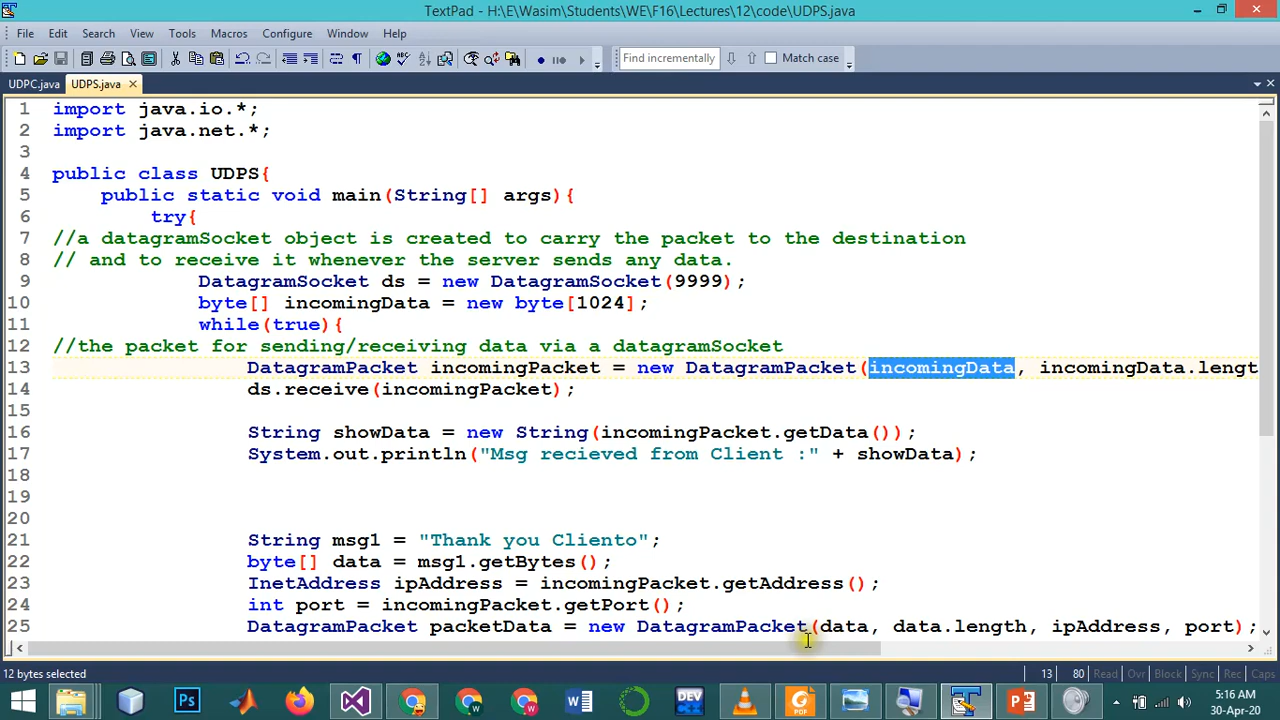 TextPad - H:\E\Wasim\Students\WE\F16\Lectures\12\code\UDPS.java
File Edit Search View Tools Macros Configure Window Help
Find incrementally Match case
UDPC.java UDPS.java
1 import java.io.*;
2 import java.net.*;
3
4 public class UDPS{
5 public static void main(String[] args){
6 try{
7 //a datagramSocket object is created to carry the packet to the destination
8 // and to receive it whenever the server sends any data.
9 DatagramSocket ds = new DatagramSocket(9999);
10 byte[] incomingData = new byte[1024];
11 while(true){
12 //the packet for sending/receiving data via a datagramSocket
13 DatagramPacket incomingPacket = new DatagramPacket(incomingData, incomingData.lengt
14 ds.receive(incomingPacket);
15
16 String showData = new String(incomingPacket.getData());
17 System.out.println("Msg recieved from Client :" + showData);
18
19
20
21 String msg1 = "Thank you Cliento";
22 byte[] data = msg1.getBytes();
23 InetAddress ipAddress = incomingPacket.getAddress();
24 int port = incomingPacket.getPort();
25 DatagramPacket packetData = new DatagramPacket(data, data.length, ipAddress, port);
12 bytes selected 13 80 Read Ovr Block Sync Rec Caps
Ps W DEV PDF P
5:16 AM
30-Apr-20